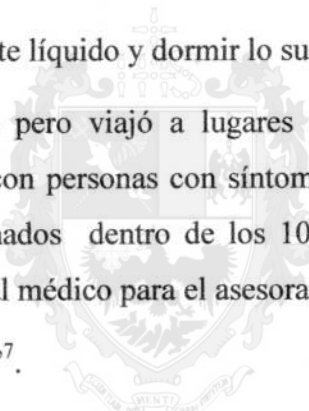 te líquido y dormir lo su
pero viajó a lugares
con personas con síntom
nados dentro de los 10
l médico para el asesora
7.